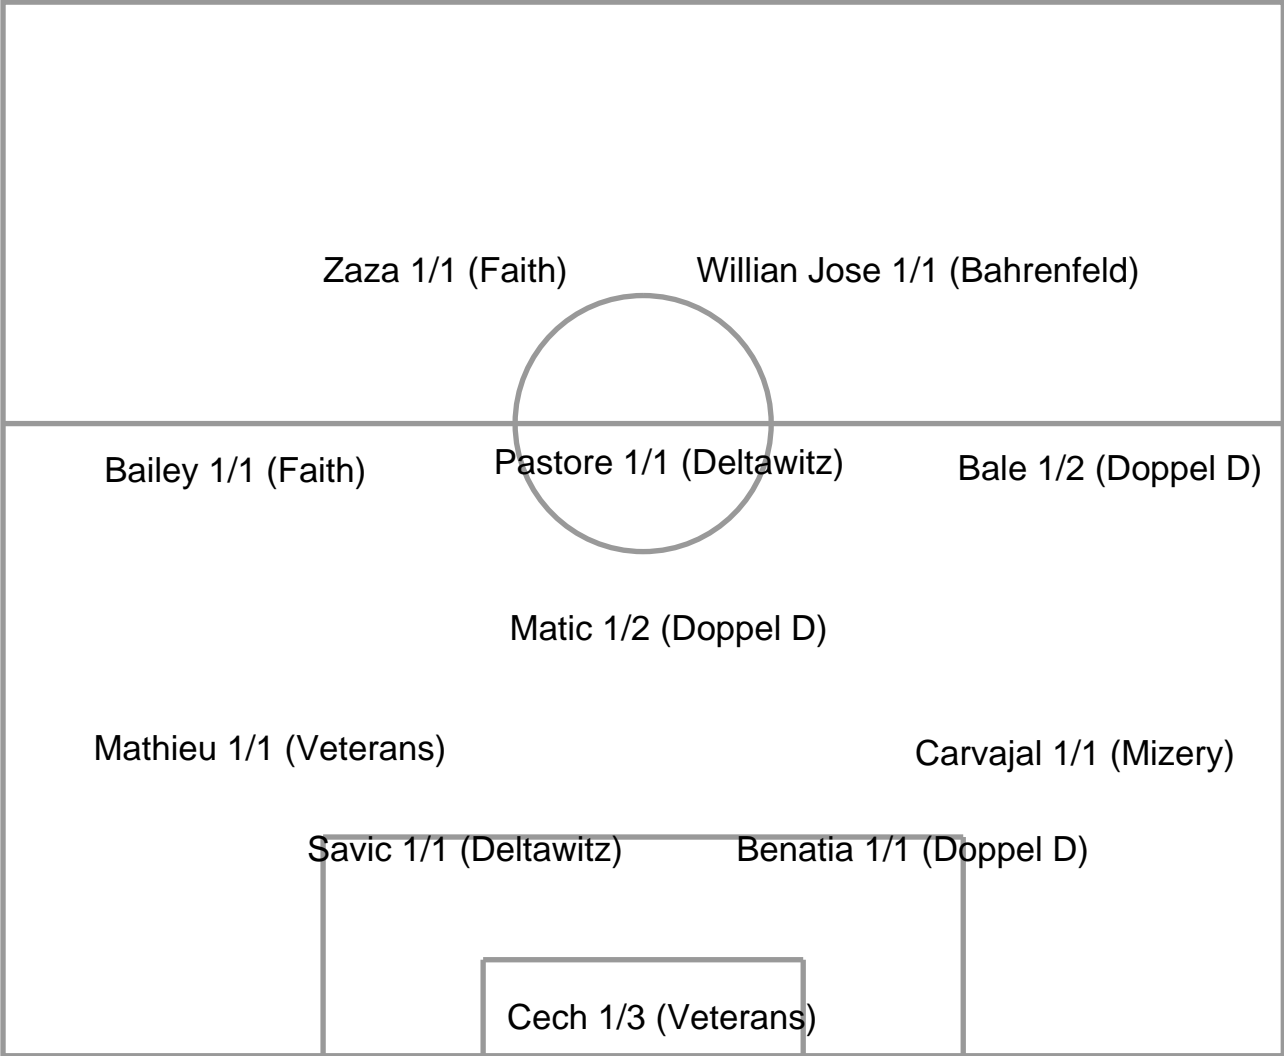 Zaza 1/1 (Faith)
Willian Jose 1/1 (Bahrenfeld)
Bailey 1/1 (Faith)
Pastore 1/1 (Deltawitz)
Bale 1/2 (Doppel D)
Matic 1/2 (Doppel D)
Mathieu 1/1 (Veterans)
Carvajal 1/1 (Mizery)
Savic 1/1 (Deltawitz)
Benatia 1/1 (Doppel D)
Cech 1/3 (Veterans)